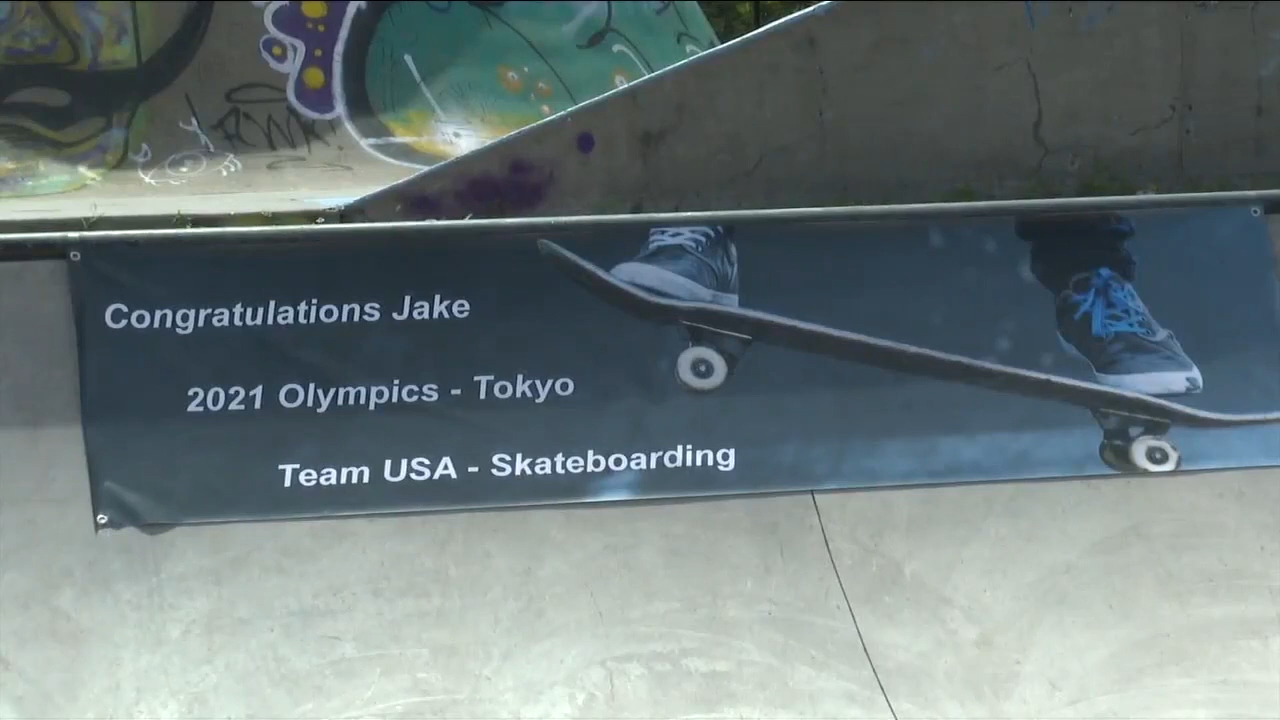 Congratulations Jake
2021 Olympics - Tokyo
Team USA - Skateboarding